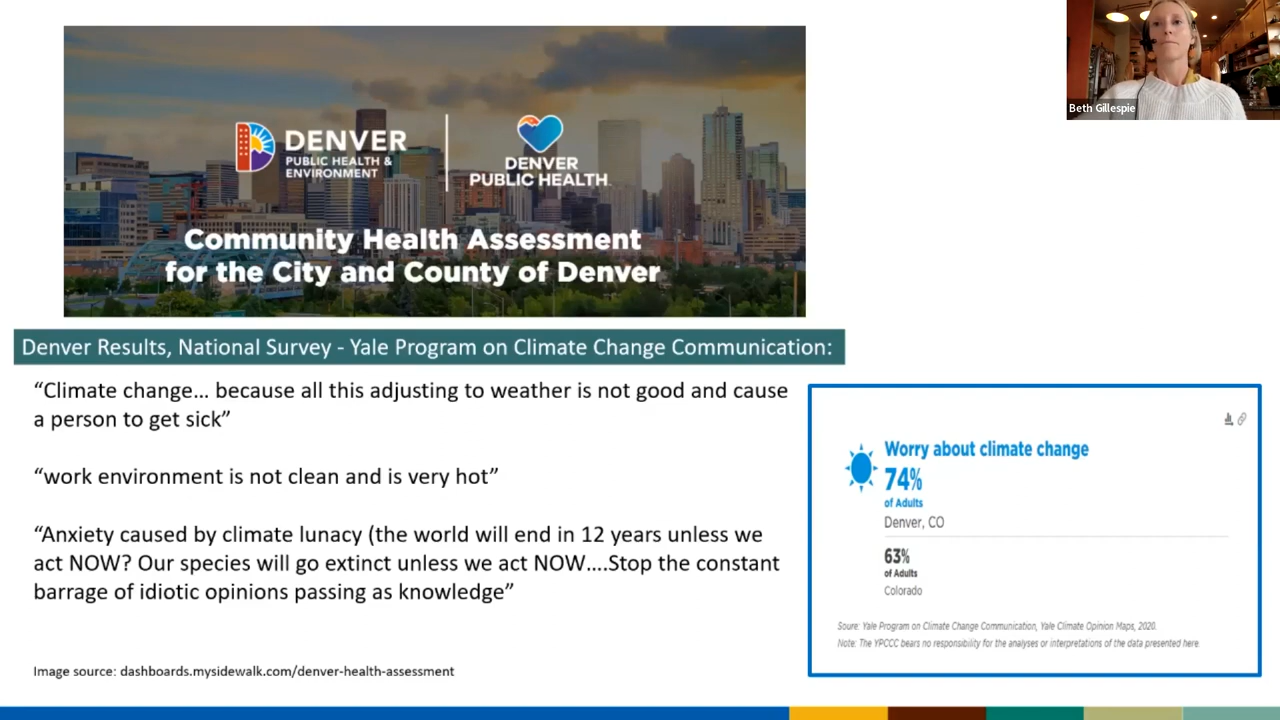 DENVER
PUBLIC HEALTH &
ENVIRONMENT
DENVER
PUBLIC HEALTH
Community Health Assessment
for the City and County of Denver
Beth Gillespie
Denver Results, National Survey - Yale Program on Climate Change Communication:
“Climate change... because all this adjusting to weather is not good and cause
a person to get sick”
“work environment is not clean and is very hot”
“Anxiety caused by climate lunacy (the world will end in 12 years unless we
act NOW? Our species will go extinct unless we act NOW....Stop the constant
barrage of idiotic opinions passing as knowledge”
Image source: dashboards.mysidewalk.com/denver-health-assessment
Worry about climate change
74%
of Adults
Denver, CO
63%
of Adults
Colorado
Soure: Yale Program on Climate Change Communication, Yale Climate Opinion Maps, 2020.
Note: The YPCCC bears no responsibility for the analyses or interpretations of the data presented here.